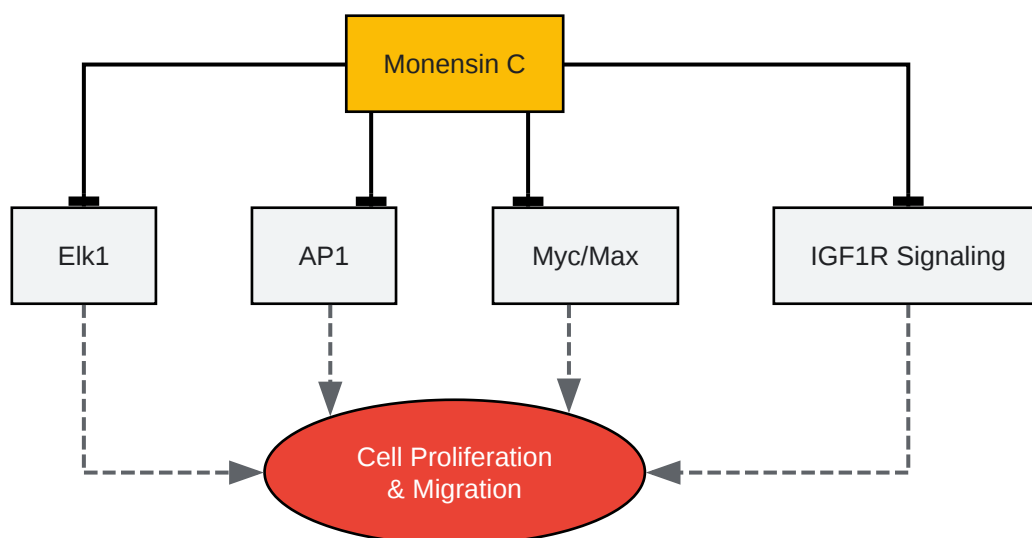 Monensin C
Elk1
AP1
Myc/Max
IGF1R Signaling
Cell Proliferation
& Migration